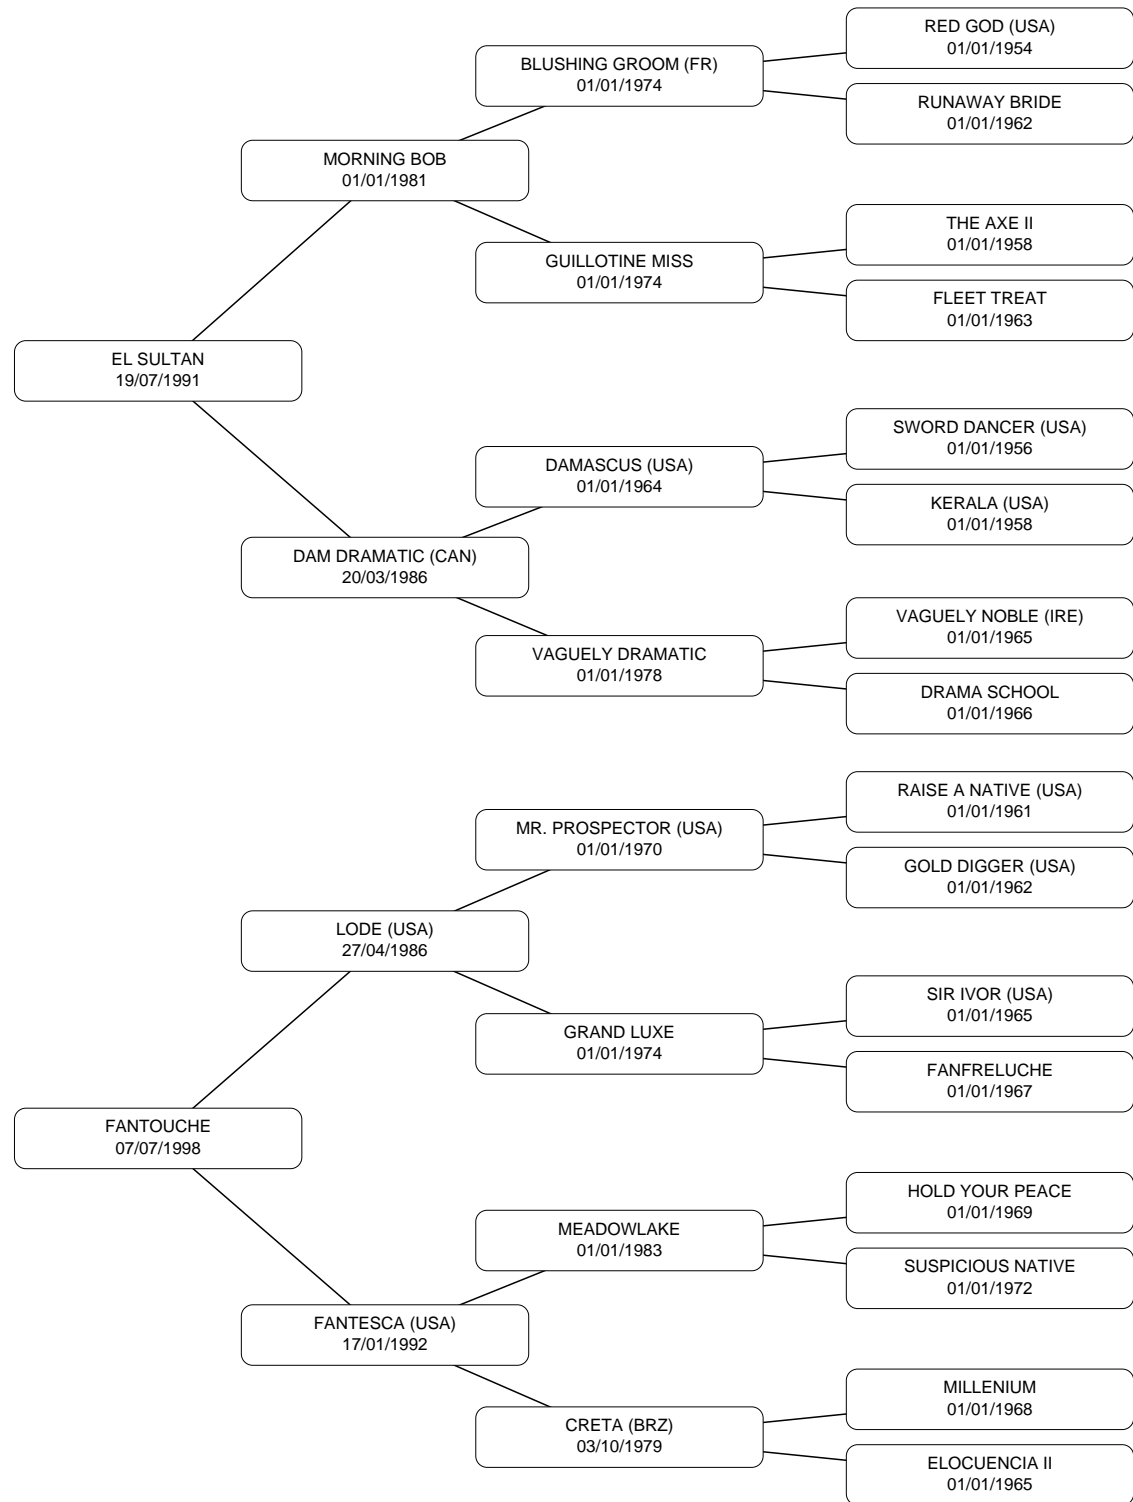 RED GOD (USA)
01/01/1954
BLUSHING GROOM (FR)
01/01/1974
RUNAWAY BRIDE
01/01/1962
MORNING BOB
01/01/1981
THE AXE II
01/01/1958
GUILLOTINE MISS
01/01/1974
FLEET TREAT
01/01/1963
EL SULTAN
19/07/1991
SWORD DANCER (USA)
01/01/1956
DAMASCUS (USA)
01/01/1964
KERALA (USA)
01/01/1958
DAM DRAMATIC (CAN)
20/03/1986
VAGUELY NOBLE (IRE)
01/01/1965
VAGUELY DRAMATIC
01/01/1978
DRAMA SCHOOL
01/01/1966
RAISE A NATIVE (USA)
01/01/1961
MR. PROSPECTOR (USA)
01/01/1970
GOLD DIGGER (USA)
01/01/1962
LODE (USA)
27/04/1986
SIR IVOR (USA)
01/01/1965
GRAND LUXE
01/01/1974
FANFRELUCHE
01/01/1967
FANTOUCHE
07/07/1998
HOLD YOUR PEACE
01/01/1969
MEADOWLAKE
01/01/1983
SUSPICIOUS NATIVE
01/01/1972
FANTESCA (USA)
17/01/1992
MILLENIUM
01/01/1968
CRETA (BRZ)
03/10/1979
ELOCUENCIA II
01/01/1965